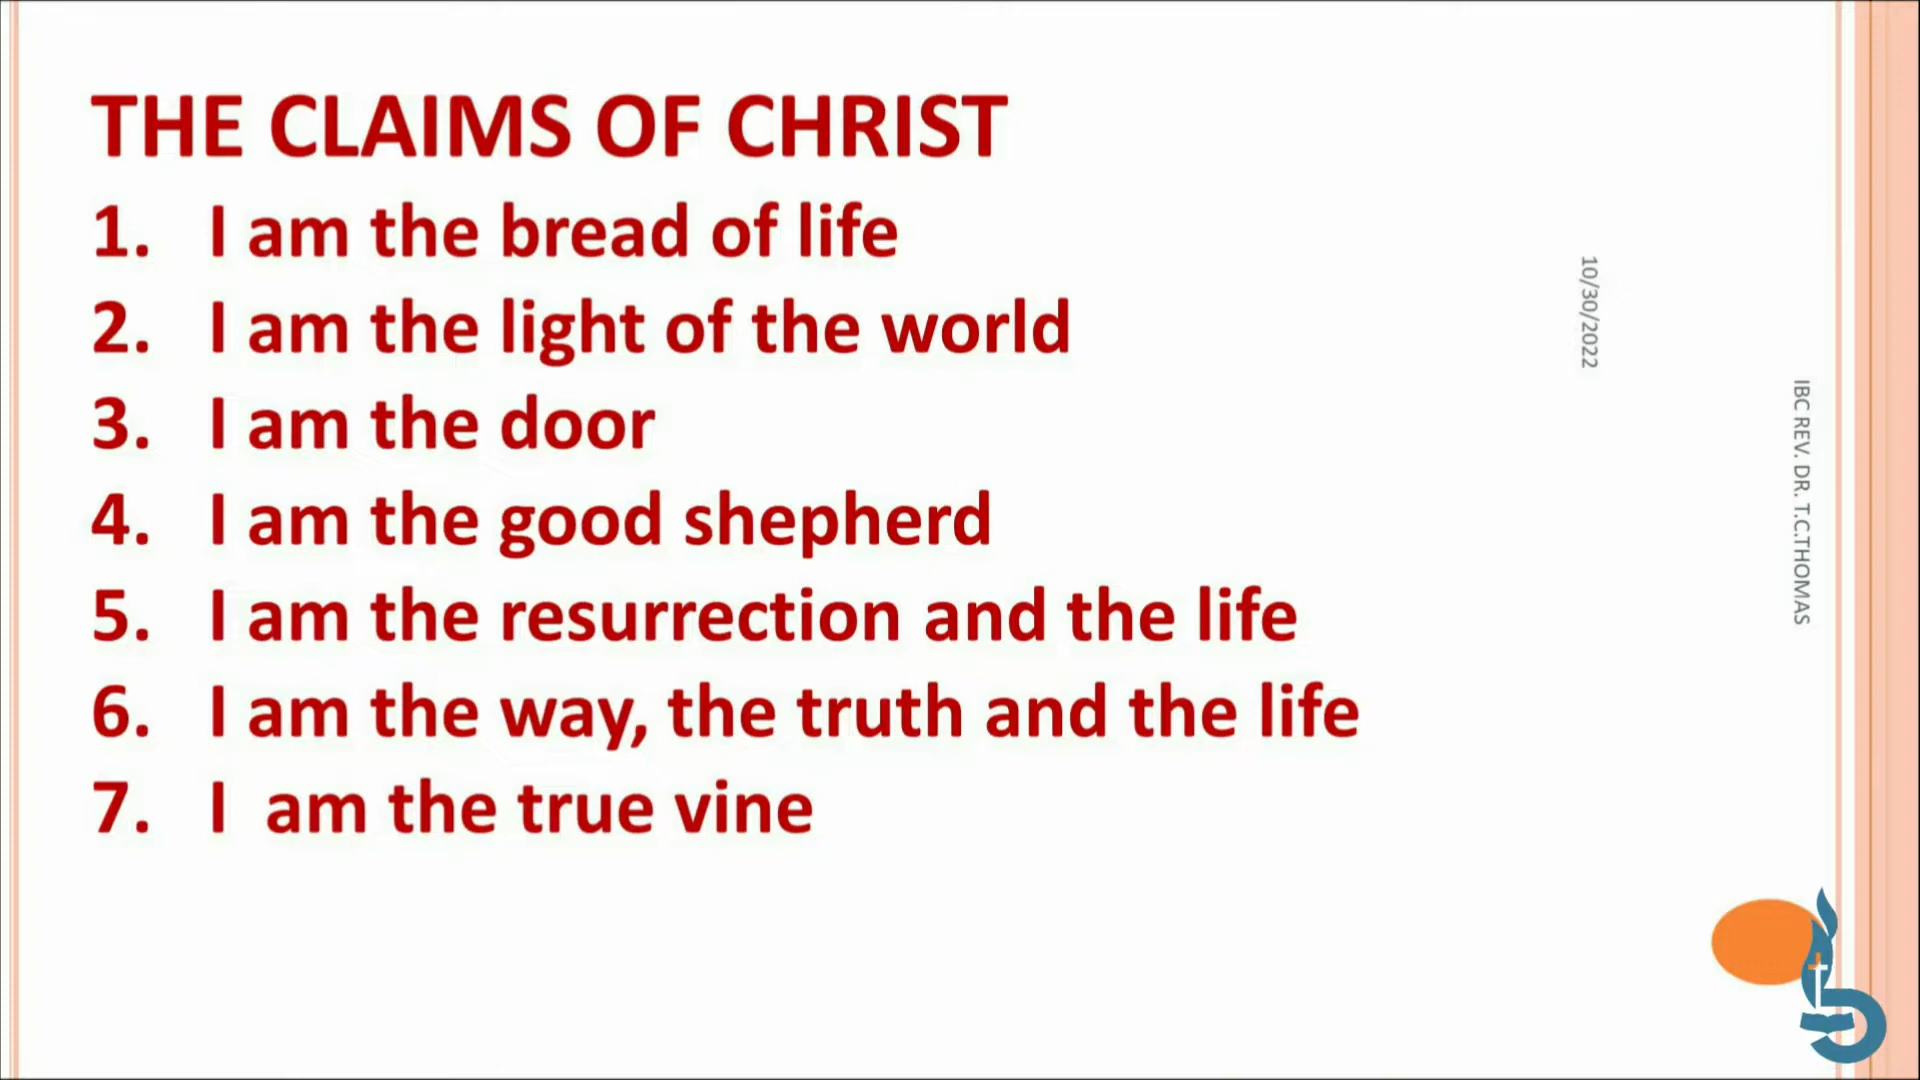 THE CLAIMS OF CHRIST
1. I am the bread of life
2. I am the light of the world
3. I am the door
4. I am the good shepherd
5. I am the resurrection and the life
6. I am the way, the truth and the life
7. I  am the true vine
10/30/2022
IBC REV. DR. T.C.THOMAS